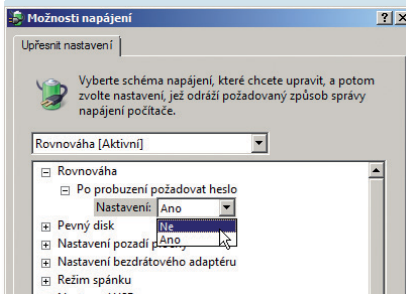 Možnosti napájení
Upřesnit nastavení
Vyberte schéma napájení, které chcete upravit, a potom
zvolte nastavení, jež odráží požadovaný způsob správy
napájení počítače.
Rovnováha [Aktivní]
Rovnováha
Po probuzení požadovat heslo
Nastavení: Ano
Ne
Ano
Pevný disk
Nastavení pozadí plochy
Nastavení bezdrátového adaptéru
Režim spánku